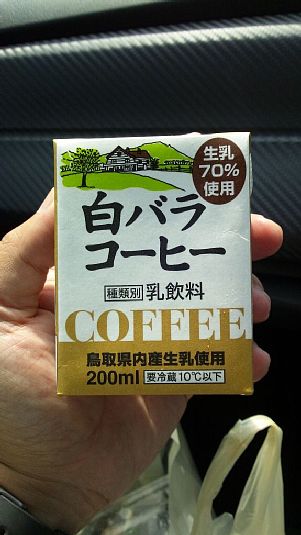 生乳
70%
使用
白バラ
コーヒー
種類別 乳飲料
COFFEE
鳥取県内産生乳使用
200ml 要冷蔵10℃以下